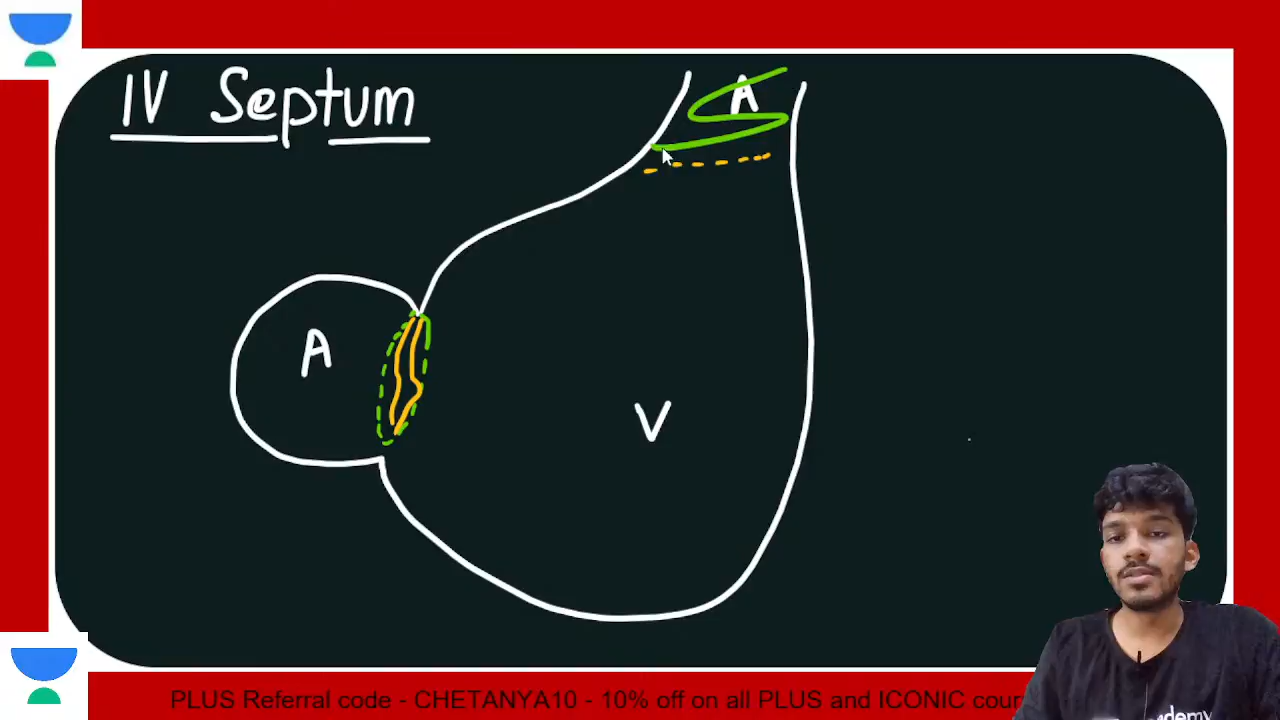 IV Septum
A
A
V
PLUS Referral code - CHETANYA10 - 10% off on all PLUS and ICONIC cour